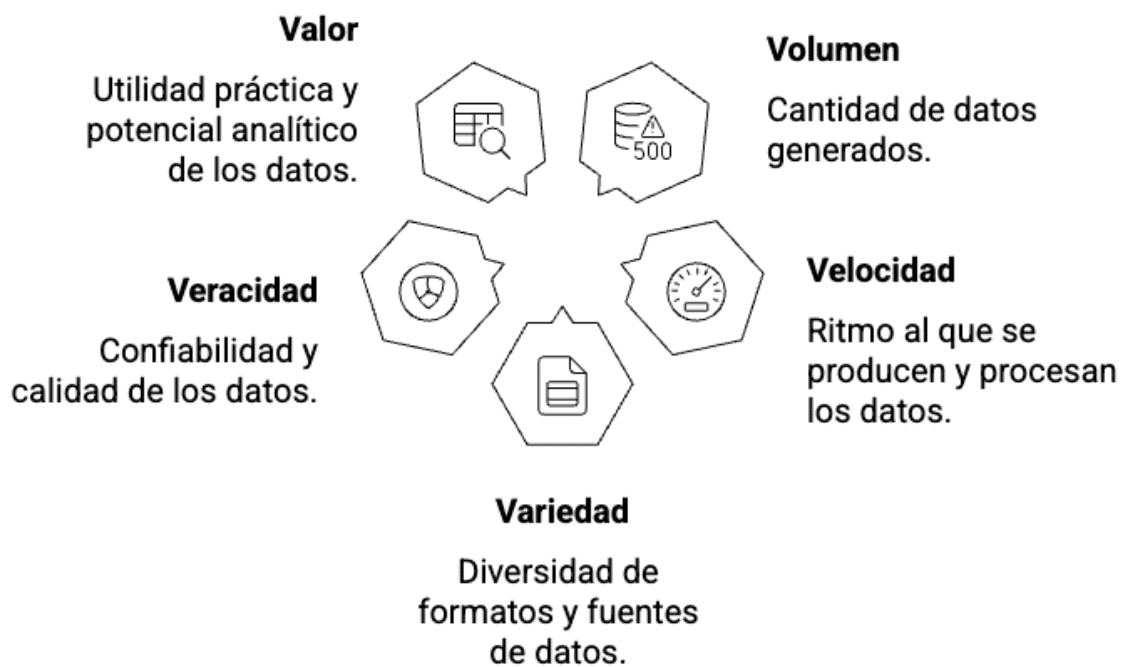 Valor
Utilidad práctica y
potencial analítico
de los datos.
Volumen
Cantidad de datos
generados.
500
Veracidad
Confiabilidad y
calidad de los datos.
Velocidad
Ritmo al que se
producen y procesan
los datos.
Variedad
Diversidad de
formatos y fuentes
de datos.